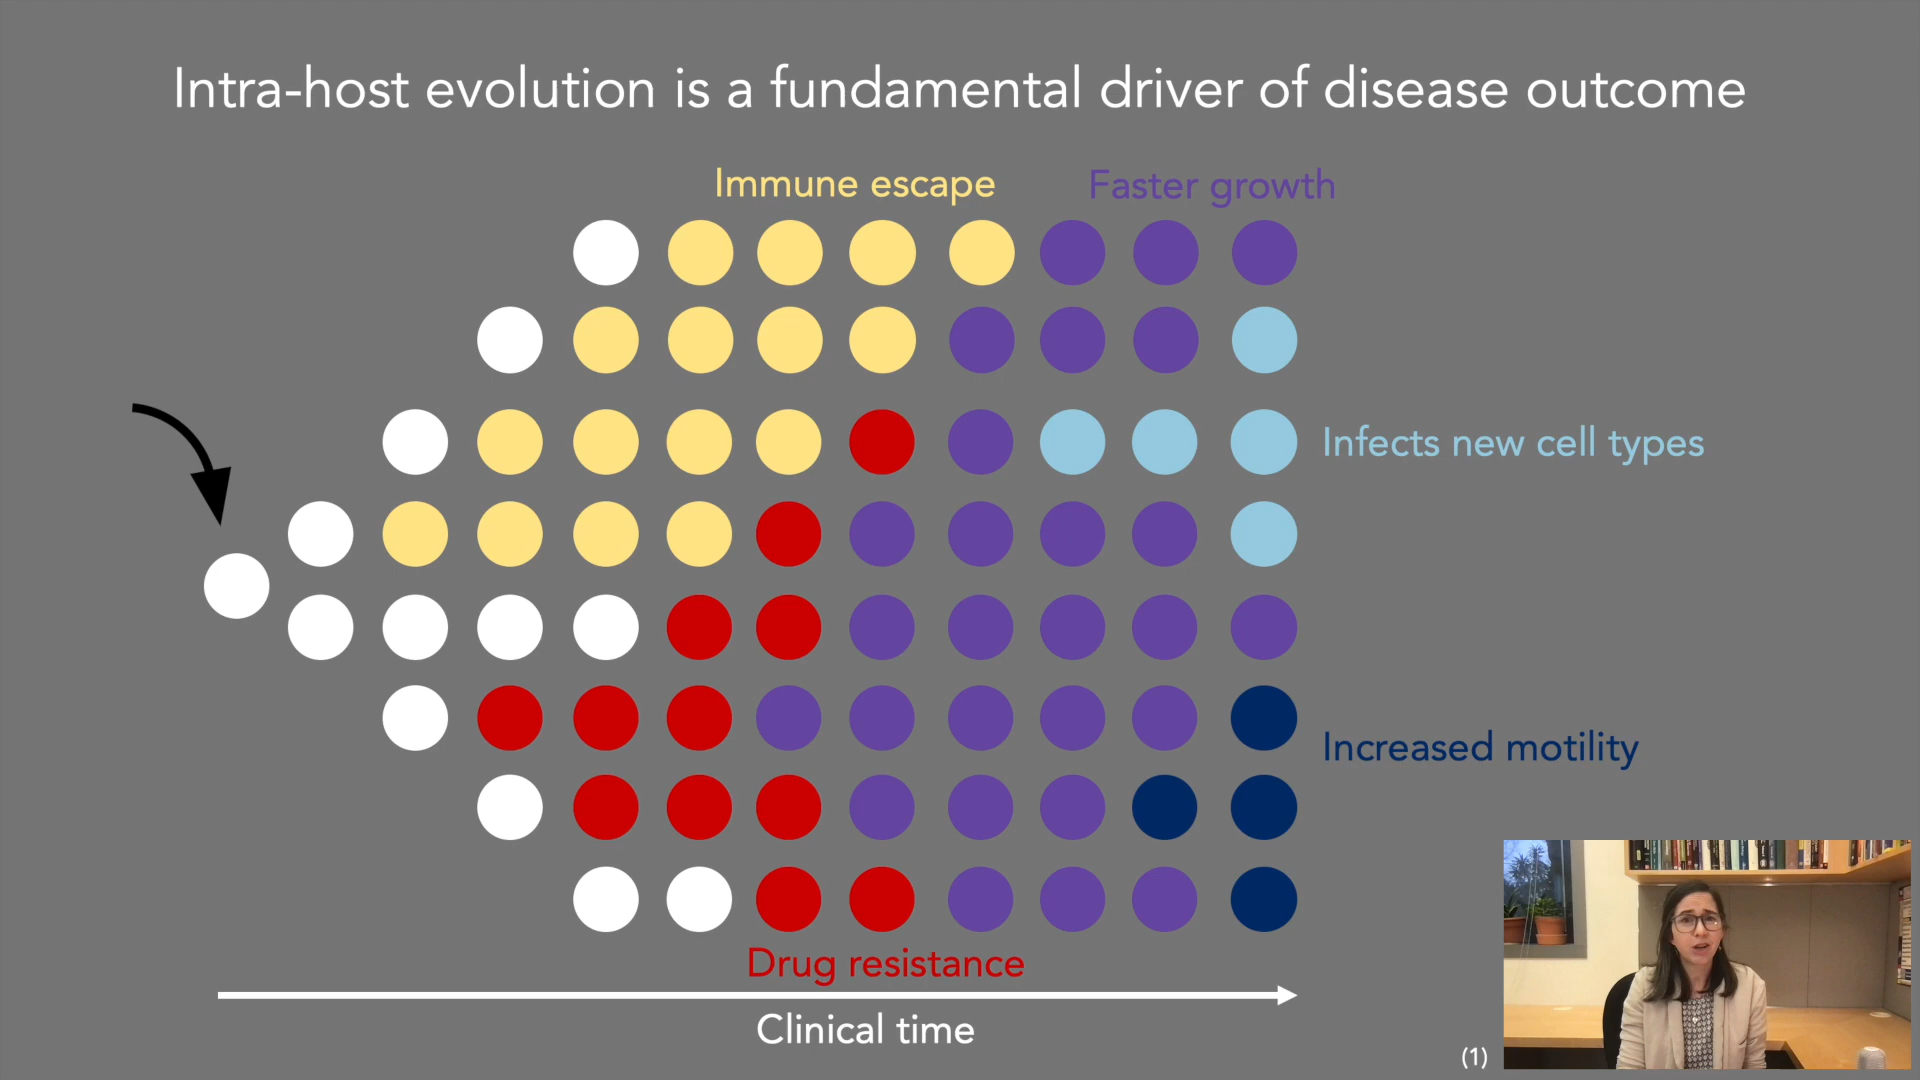 Intra-host evolution is a fundamental driver of disease outcome
Immune escape
Faster growth
Infects new cell types
Increased motility
Drug resistance
Clinical time
(1)